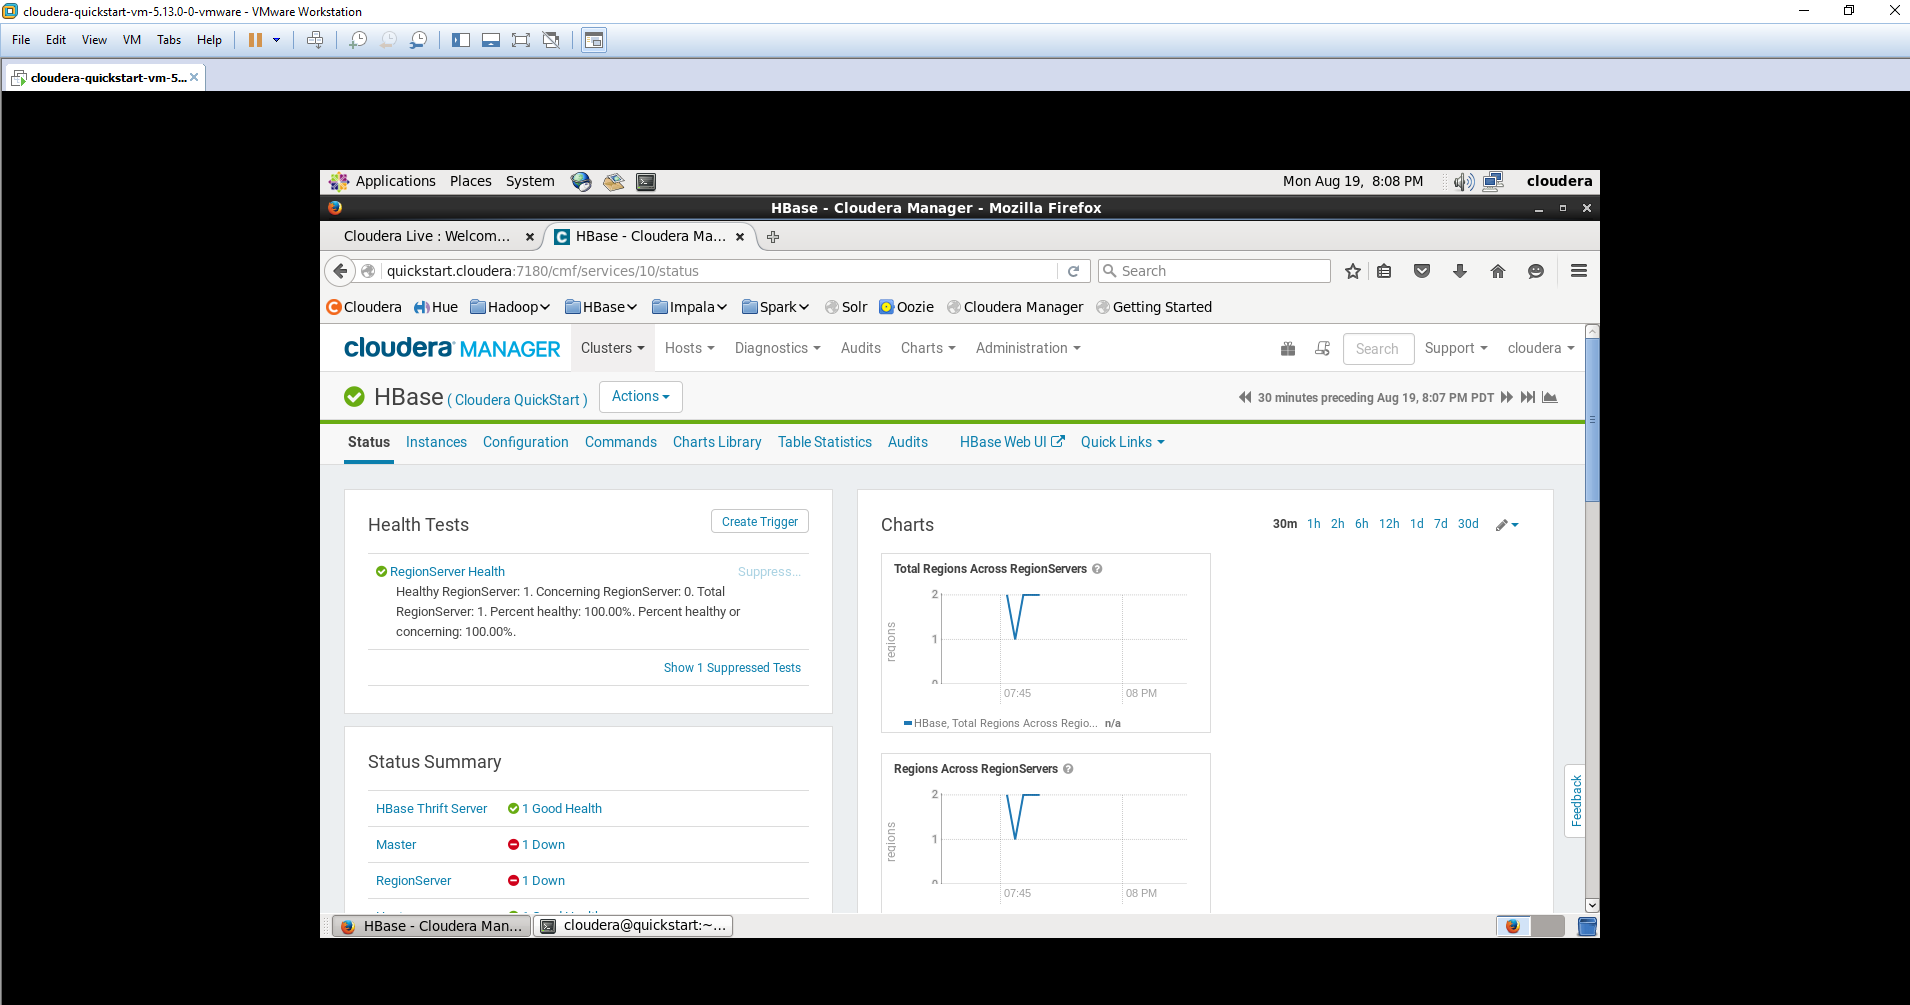 cloudera-quickstart-vm-5.13.0-0-vmware - VMware Workstation
File Edit View VM Tabs Help
cloudera-quickstart-vm-5...
Applications Places System Mon Aug 19, 8:08 PM cloudera
HBase - Cloudera Manager - Mozilla Firefox
Cloudera Live : Welcom... HBase - Cloudera Ma...
quickstart.cloudera:7180/cmf/services/10/status Search
Cloudera Hue Hadoop HBase Impala Spark Solr Oozie Cloudera Manager Getting Started
cloudera MANAGER Clusters Hosts Diagnostics Audits Charts Administration Search Support cloudera
HBase ( Cloudera QuickStart ) Actions 30 minutes preceding Aug 19, 8:07 PM PDT
Status Instances Configuration Commands Charts Library Table Statistics Audits HBase Web UI Quick Links
Health Tests Create Trigger
RegionServer Health Suppress...
Healthy RegionServer: 1. Concerning RegionServer: 0. Total
RegionServer: 1. Percent healthy: 100.00%. Percent healthy or
concerning: 100.00%.
Show 1 Suppressed Tests
Status Summary
HBase Thrift Server 1 Good Health
Master 1 Down
RegionServer 1 Down
Charts 30m 1h 2h 6h 12h 1d 7d 30d
Total Regions Across RegionServers
regions
2
1
07:45 08 PM
HBase, Total Regions Across Regio... n/a
Regions Across RegionServers
regions
2
1
07:45 08 PM
Feedback
HBase - Cloudera Man... cloudera@quickstart:~...